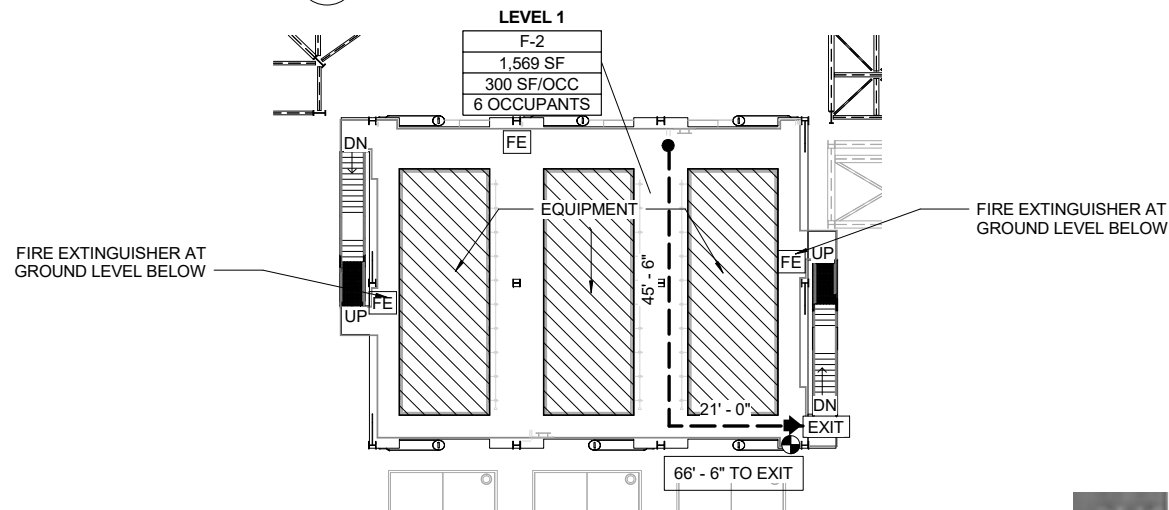 LEVEL 1
F-2
1,569 SF
300 SF/OCC
6 OCCUPANTS
DN
FE
EQUIPMENT
FIRE EXTINGUISHER AT
GROUND LEVEL BELOW
FIRE EXTINGUISHER AT
GROUND LEVEL BELOW
FE
UP
45' - 6"
FE
UP
21' - 0"
DN
EXIT
66' - 6" TO EXIT